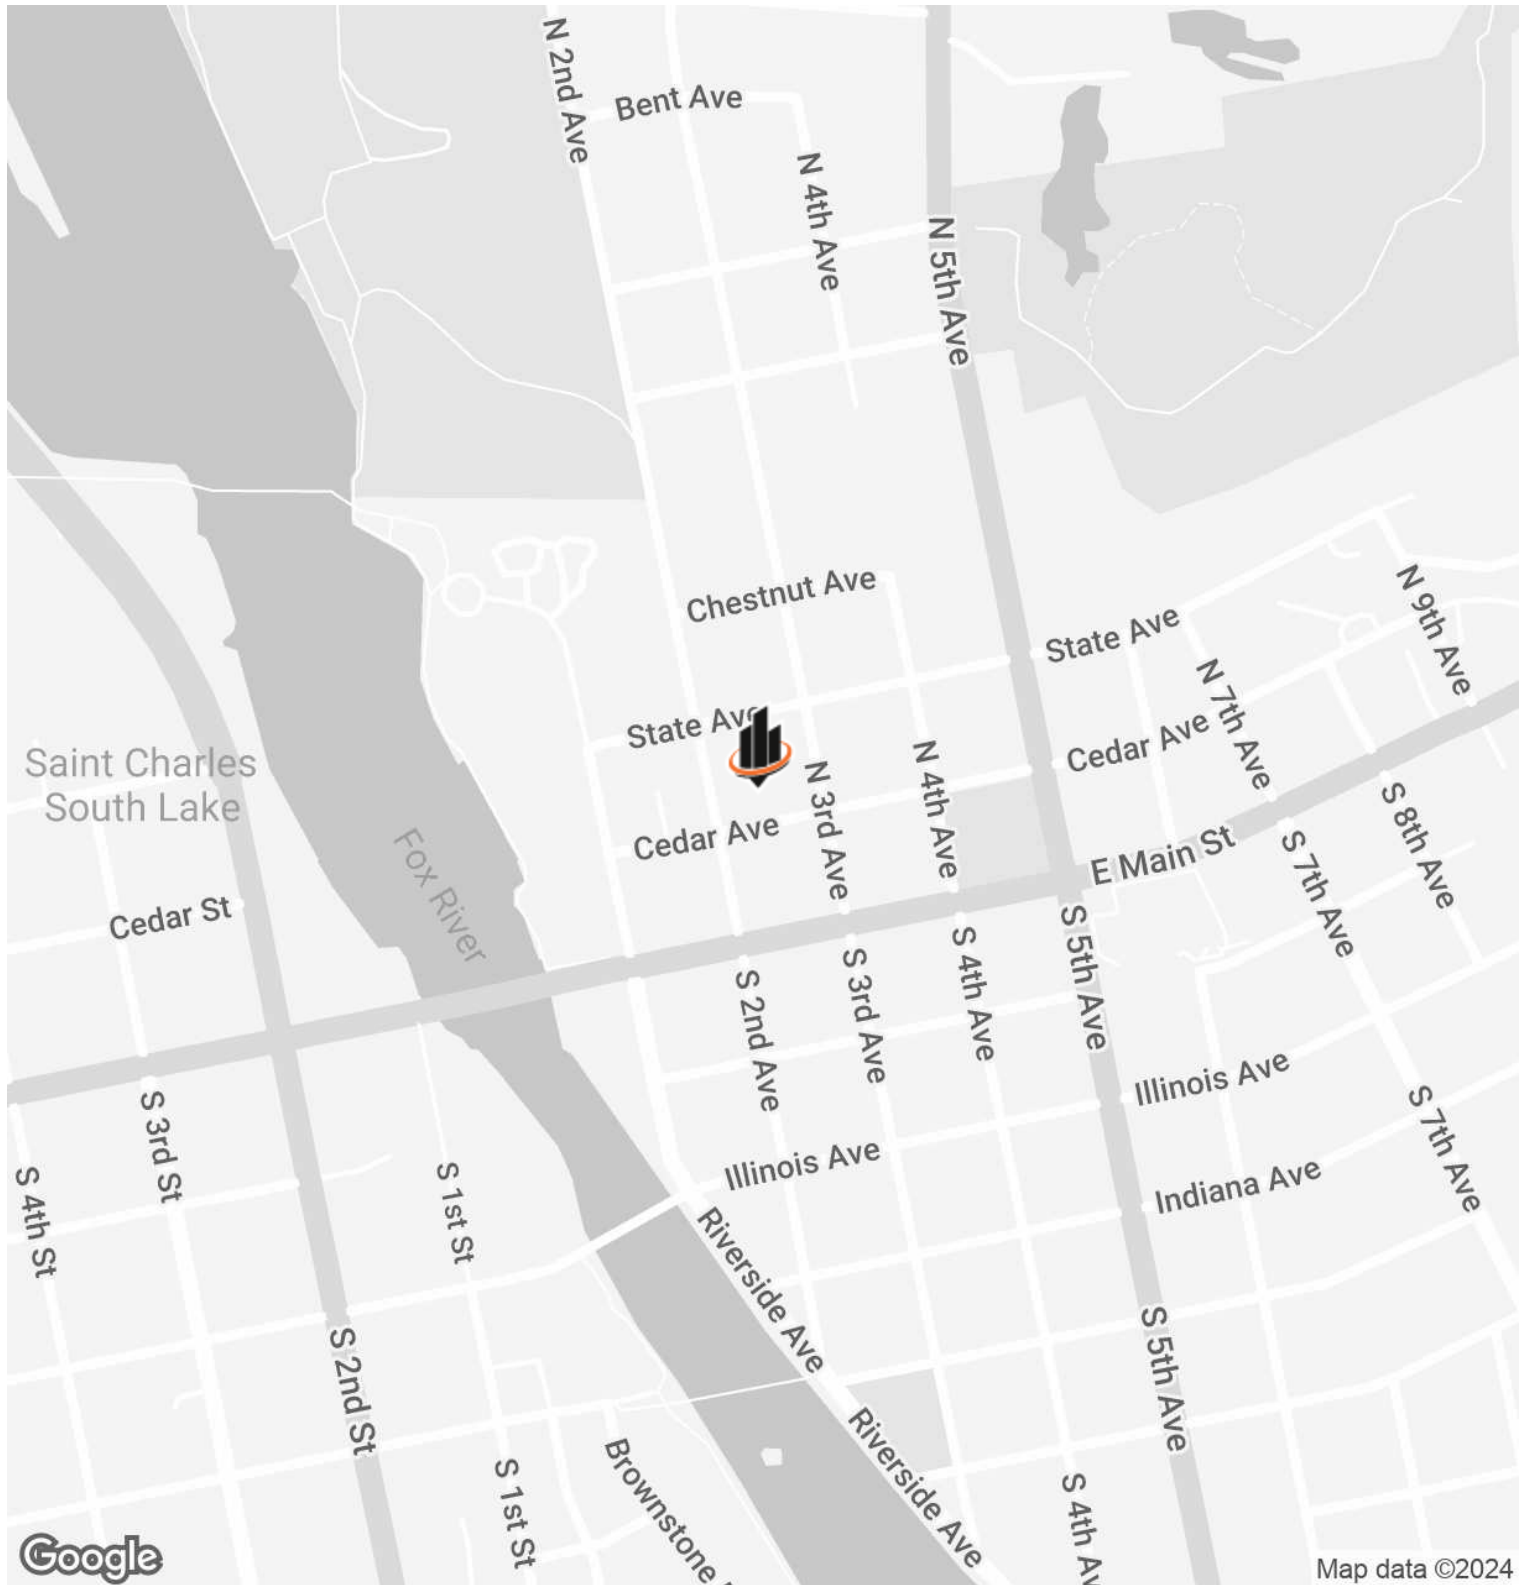 N 2nd Ave
Bent Ave
N 4th Ave
N 5th Ave
Chestnut Ave
State Ave
N 9th Ave
N 7th Ave
State Ave
Cedar Ave
Saint Charles
South Lake
N 3rd Ave
N 4th Ave
Cedar Ave
Fox River
E Main St
S 8th Ave
S 7th Ave
Cedar St
S 5th Ave
S 4th Ave
S 3rd Ave
S 2nd Ave
Illinois Ave
S 3rd St
S 7th Ave
Illinois Ave
Indiana Ave
S 4th St
S 1st St
Riverside Ave
S 2nd St
S 5th Ave
Riverside Ave
Brownstone
S 1st St
S 4th Av
Google
Map data ©2024